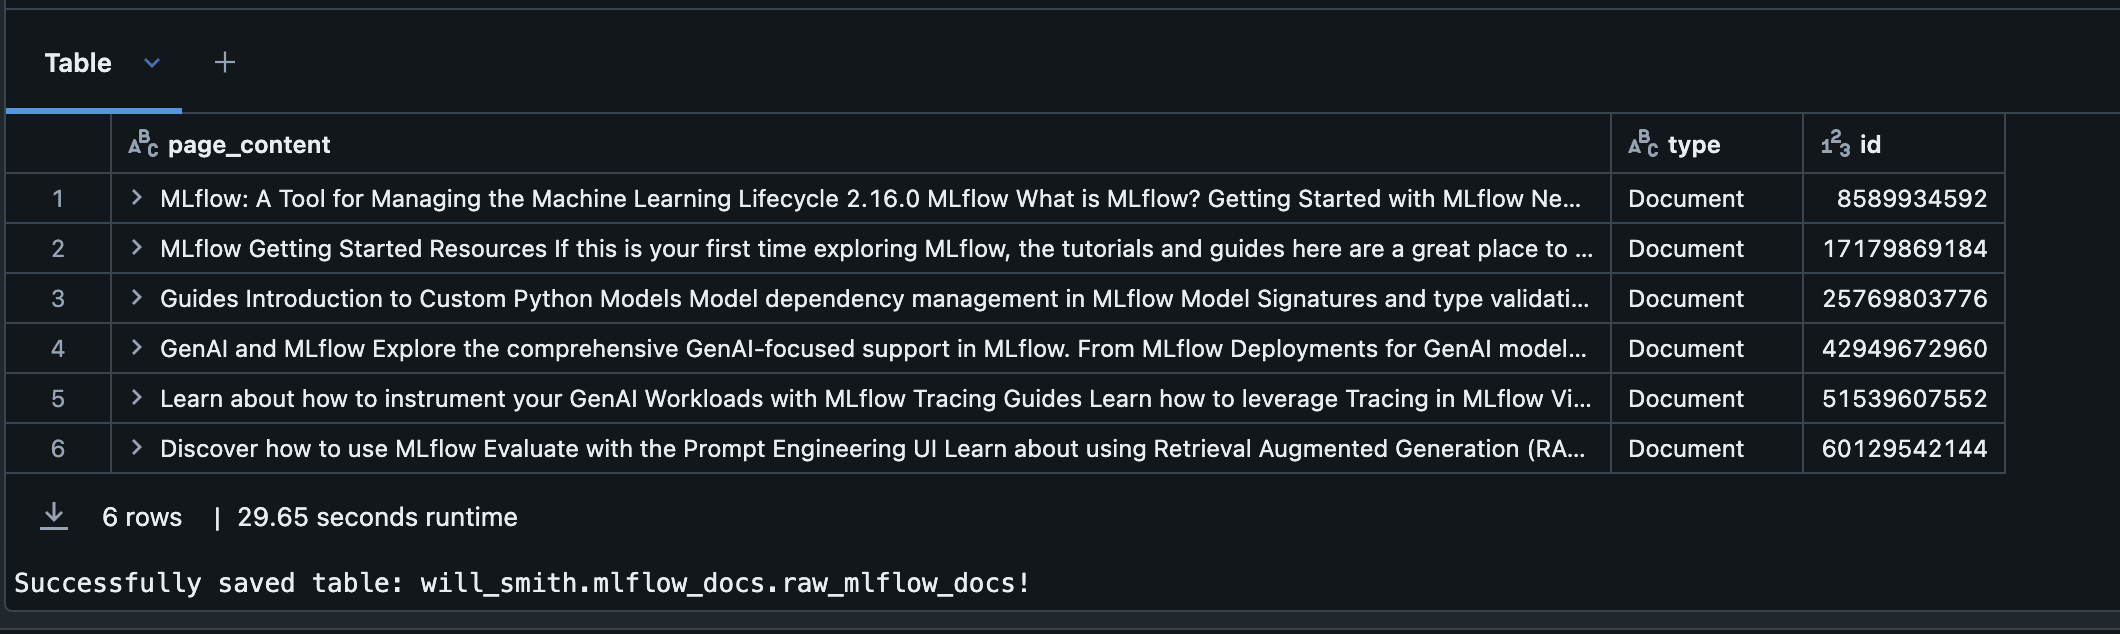 Table
page_content type id
1 MLflow: A Tool for Managing the Machine Learning Lifecycle 2.16.0 MLflow What is MLflow? Getting Started with MLflow Ne... Document 8589934592
2 MLflow Getting Started Resources If this is your first time exploring MLflow, the tutorials and guides here are a great place to ... Document 17179869184
3 Guides Introduction to Custom Python Models Model dependency management in MLflow Model Signatures and type validati... Document 25769803776
4 GenAI and MLflow Explore the comprehensive GenAI-focused support in MLflow. From MLflow Deployments for GenAI model... Document 42949672960
5 Learn about how to instrument your GenAI Workloads with MLflow Tracing Guides Learn how to leverage Tracing in MLflow Vi... Document 51539607552
6 Discover how to use MLflow Evaluate with the Prompt Engineering UI Learn about using Retrieval Augmented Generation (RA... Document 60129542144
6 rows | 29.65 seconds runtime
Successfully saved table: will_smith.mlflow_docs.raw_mlflow_docs!